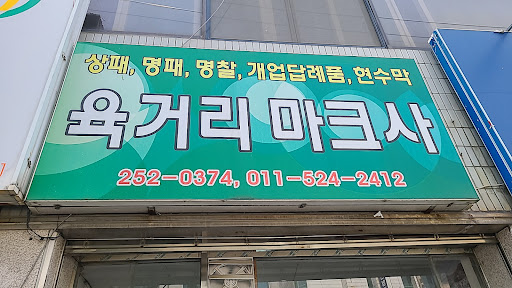 상패, 명패, 명찰, 개업답례품, 현수막
육거리 마크사
252-0374, 011-524-2412